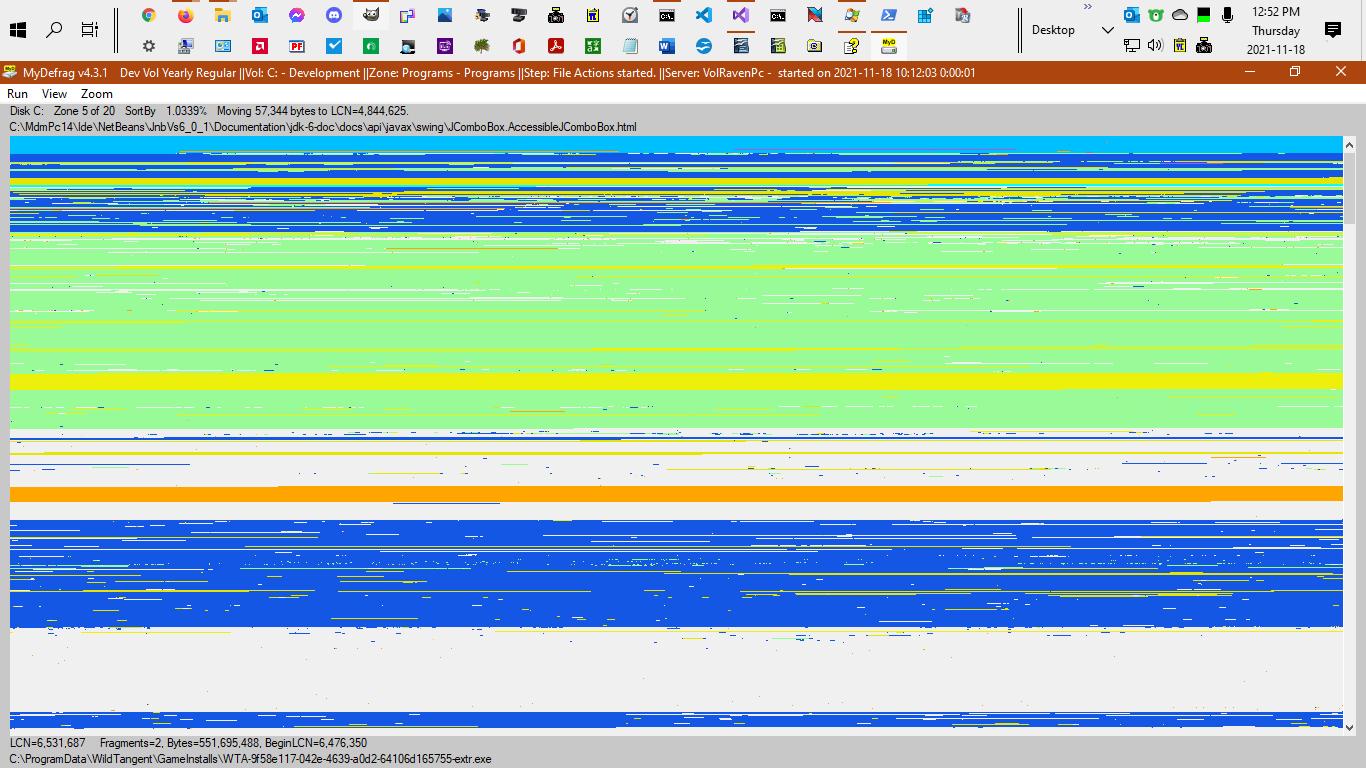 12:52 PM
Desktop
Thursday
2021-11-18
MyDefrag v4.3.1 Dev Vol Yearly Regular ||Vol: C: - Development ||Zone: Programs - Programs ||Step: File Actions started. ||Server: VolRavenPc - started on 2021-11-18 10:12:03 0:00:01
Run View Zoom
Disk C: Zone 5 of 20 SortBy 1.0339% Moving 57,344 bytes to LCN=4,844,625.
C:\MdmPc14\Ide\NetBeans\JnbVs6_0_1\Documentation\jdk-6-doc\docs\api\javax\swing\JComboBox.AccessibleJComboBox.html
LCN=6,531,687 Fragments=2, Bytes=551,695,488, BeginLCN=6,476,350
C:\ProgramData\WildTangent\GameInstalls\WTA-9f58e117-042e-4639-a0d2-64106d165755-extr.exe